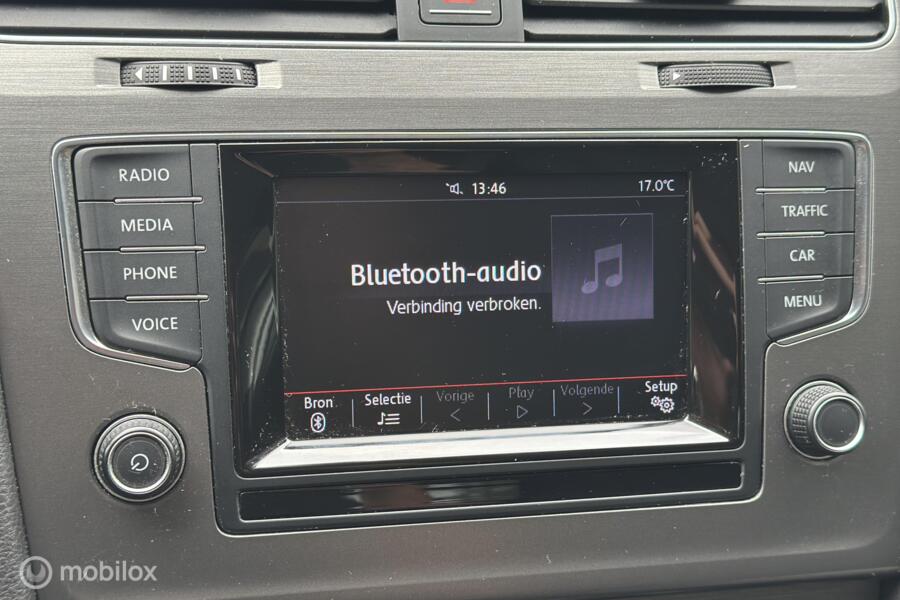 RADIO
MEDIA
PHONE
VOICE
13:46
17.0°C
Bluetooth-audio
Verbinding verbroken.
Bron
Selectie
Vorige
Play
Volgende
Setup
NAV
TRAFFIC
CAR
MENU
mobilox